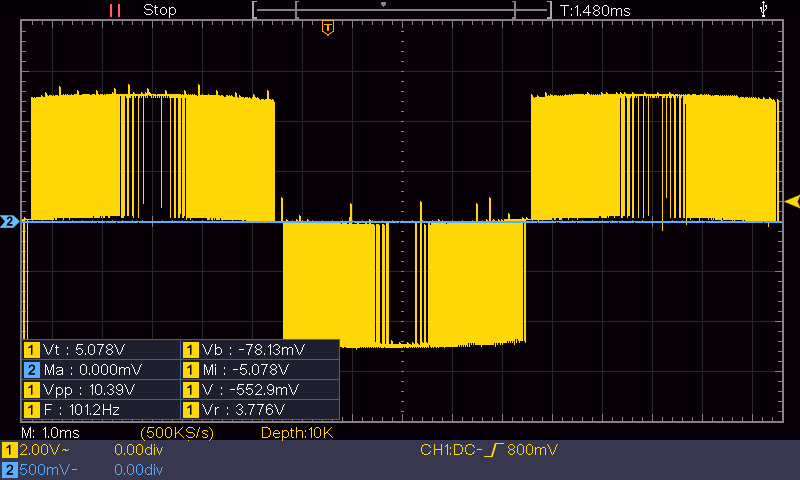 Stop T:1.480ms
T
2
1 Vt : 5.078V 1 Vb : -78.13mV
2 Ma : 0.000mV 1 Mi : -5.078V
1 Vpp : 10.39V 1 V : -552.9mV
1 F : 101.2Hz 1 Vr : 3.776V
M: 1.0ms (500KS/s) Depth:10K
1 2.00V~ 0.00div CH1:DC- 800mV
2 500mV- 0.00div